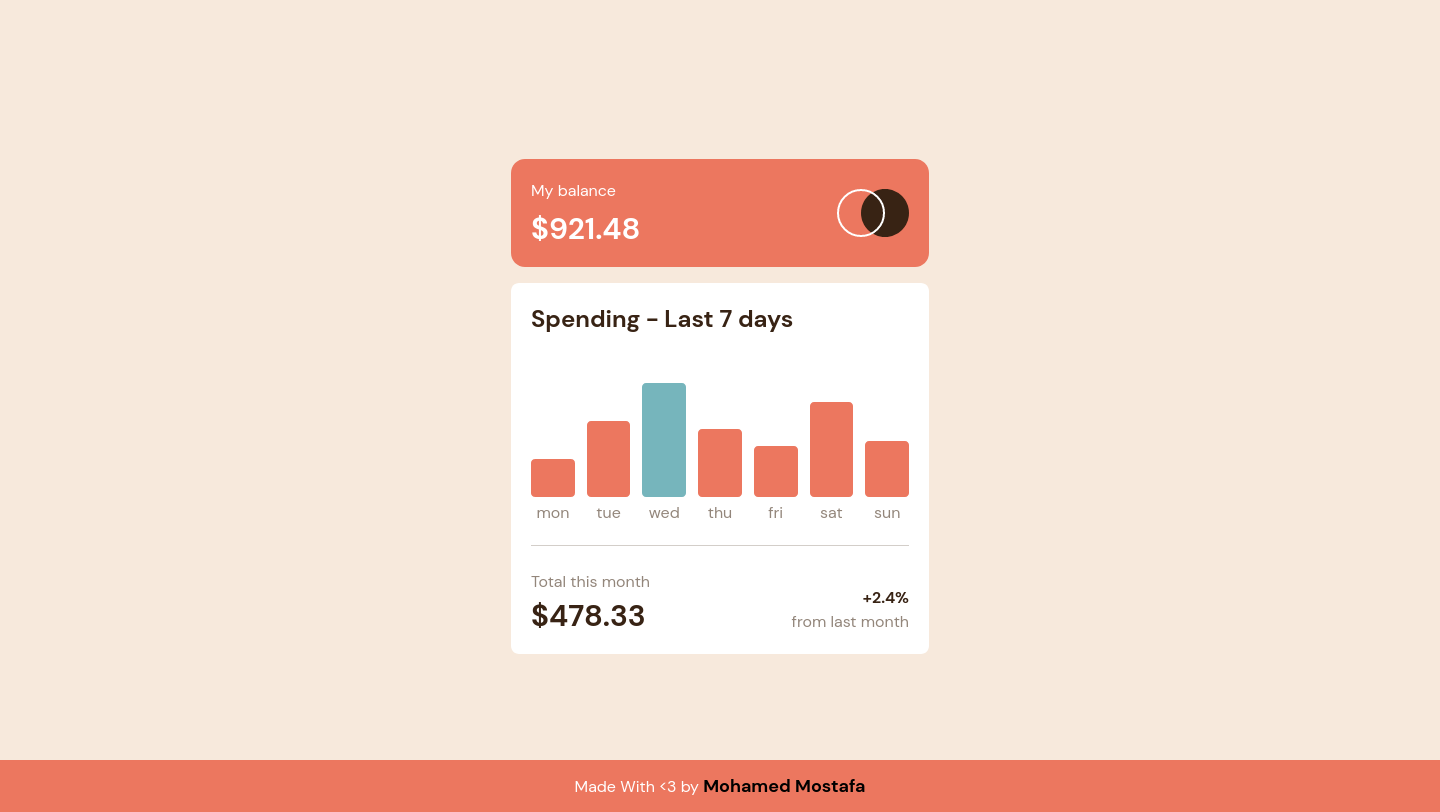 My balance
$921.48
Spending - Last 7 days
mon tue wed thu fri sat sun
Total this month
$478.33
+2.4%
from last month
Made With <3 by Mohamed Mostafa